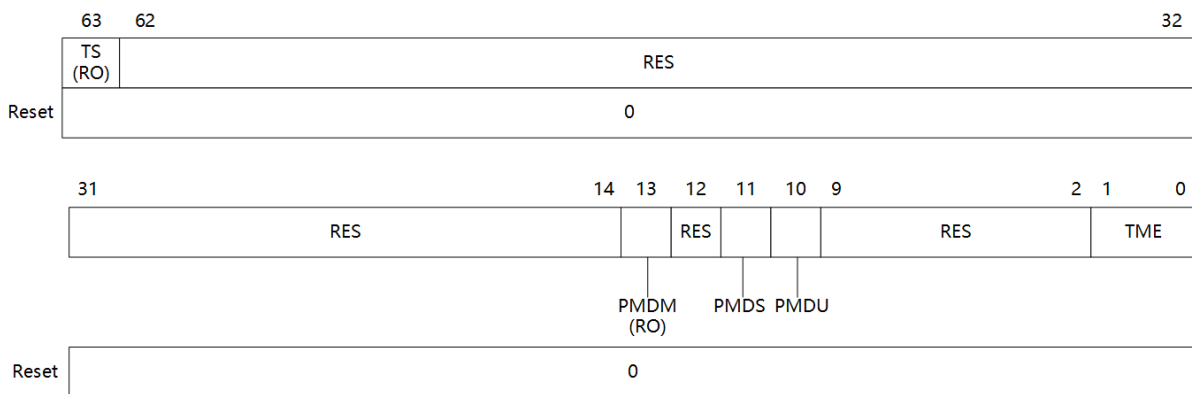 63 62 32
TS
(RO)
RES
Reset 0
31 14 13 12 11 10 9 2 1 0
RES RES RES TME
PMDM
(RO)
PMDS PMDU
Reset 0